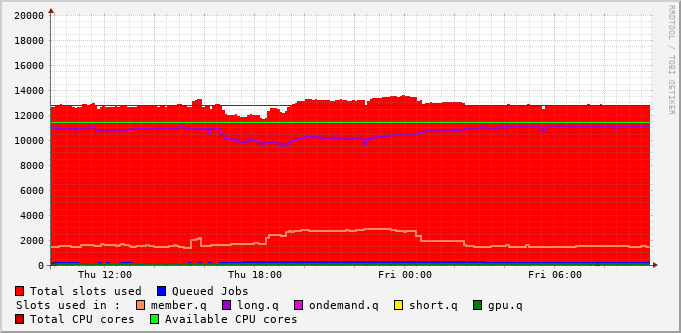 20000
18000
16000
14000
12000
10000
8000
6000
4000
2000
0
Thu 12:00 Thu 18:00 Fri 00:00 Fri 06:00
RRDTOOL / TOBI OETIKER
Total slots used Queued Jobs
Slots used in : member.q long.q ondemand.q short.q gpu.q
Total CPU cores Available CPU cores